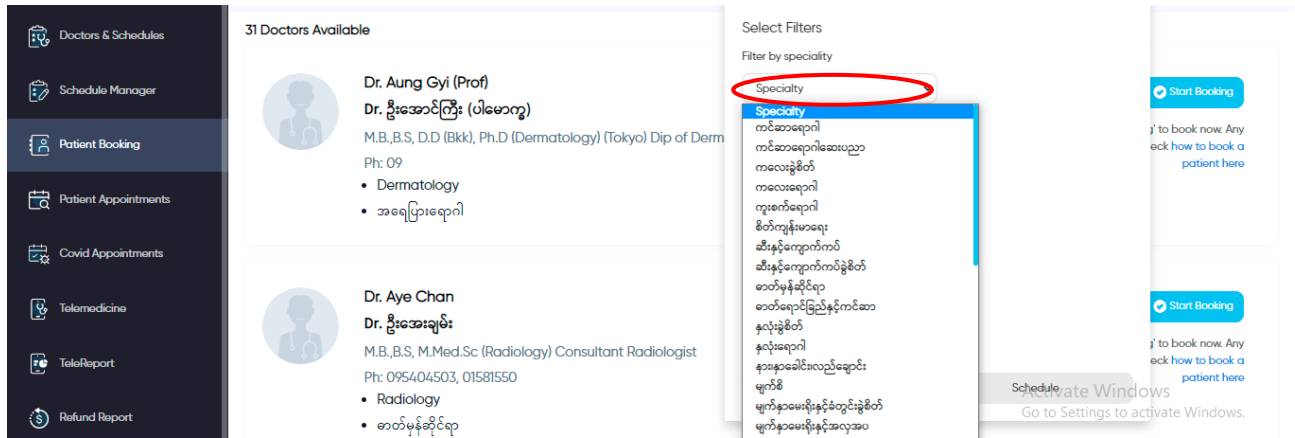 Doctors & Schedules
Schedule Manager
Patient Booking
Patient Appointments
Covid Appointments
Telemedicine
TeleReport
Refund Report
31 Doctors Available
Dr. Aung Gyi (Prof)
Dr. ဦးအောင်ကြီး (ပါမောက္ခ)
M.B.,B.S, D.D (Bkk), Ph.D (Dermatology) (Tokyo) Dip of Derm
Ph: 09
• Dermatology
• အရေပြားရောဂါ
Start Booking
to book now. Any
how to book a
patient here
Dr. Aye Chan
Dr. ဦးအေးချမ်း
M.B.,B.S, M.Med.Sc (Radiology) Consultant Radiologist
Ph: 095404503, 01581550
• Radiology
• ဓာတ်မှန်ဆိုင်ရာ
Start Booking
to book now. Any
how to book a
patient here
Select Filters
Filter by speciality
Specialty
Specialty
ကင်ဆာရောဂါ
ကင်ဆာရောဂါဆေးပညာ
ကလေးခွဲစိတ်
ကလေးရောဂါ
ကူးစက်ရောဂါ
စိတ်ကျန်းမာရေး
ဆီးနှင့်ကျောက်ကပ်
ဆီးနှင့်ကျောက်ကပ်ခွဲစိတ်
ဓာတ်မှန်ဆိုင်ရာ
ဓာတ်ရောင်ခြည်နှင့်ကင်ဆာ
နှလုံးခွဲစိတ်
နှလုံးရောဂါ
နား၊နှာခေါင်း၊လည်ချောင်း
မျက်စိ
မျက်နှာမေးရိုးနှင့်ခံတွင်းခွဲစိတ်
မျက်နှာမေးရိုးနှင့်အလှအပ
Schedule
Activate Windows
Go to Settings to activate Windows.